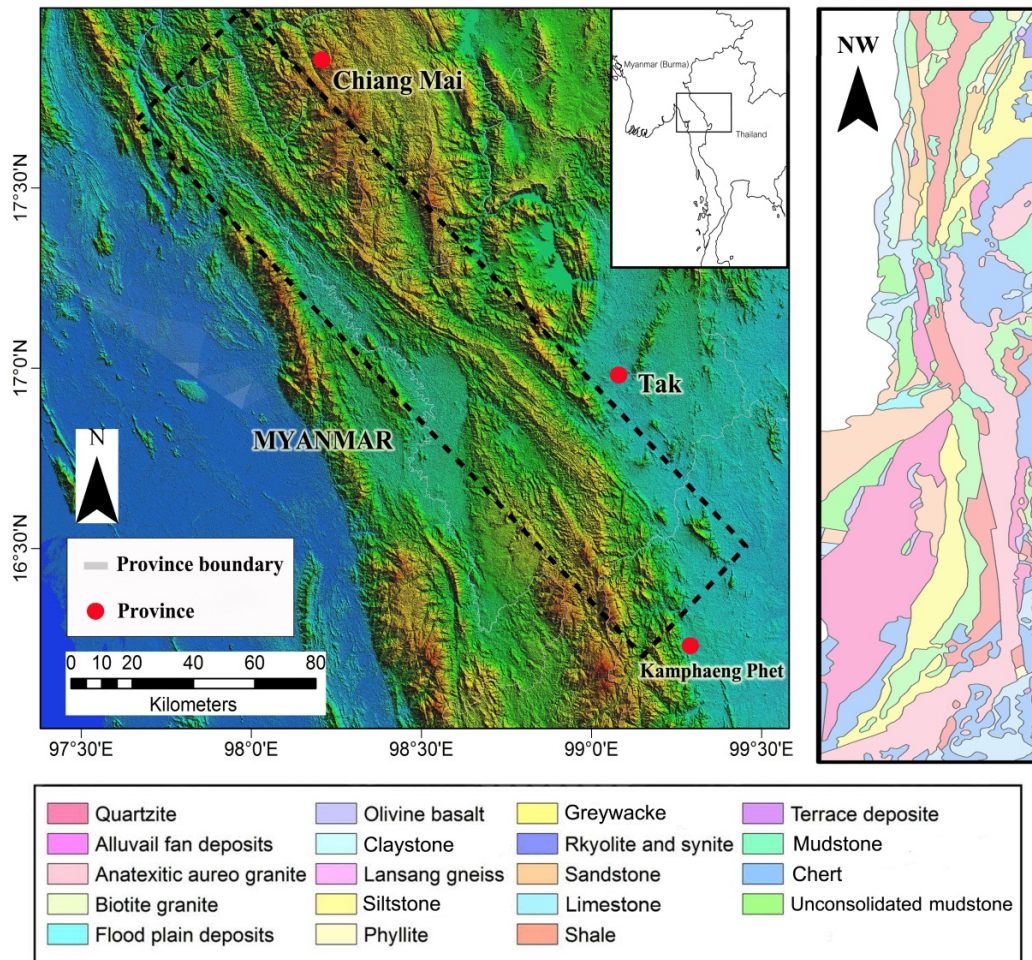 Chiang Mai
Tak
MYANMAR
Kamphaeng Phet
N
Province boundary
Province
0 10 20 40 60 80
Kilometers
17°30'N
17°0'N
16°30'N
97°30'E 98°0'E 98°30'E 99°0'E 99°30'E
Myanmar (Burma)
Thailand
NW
Quartzite
Alluvail fan deposits
Anatexitic aureo granite
Biotite granite
Flood plain deposits
Olivine basalt
Claystone
Lansang gneiss
Siltstone
Phyllite
Greywacke
Rkyolite and synite
Sandstone
Limestone
Shale
Terrace deposite
Mudstone
Chert
Unconsolidated mudstone